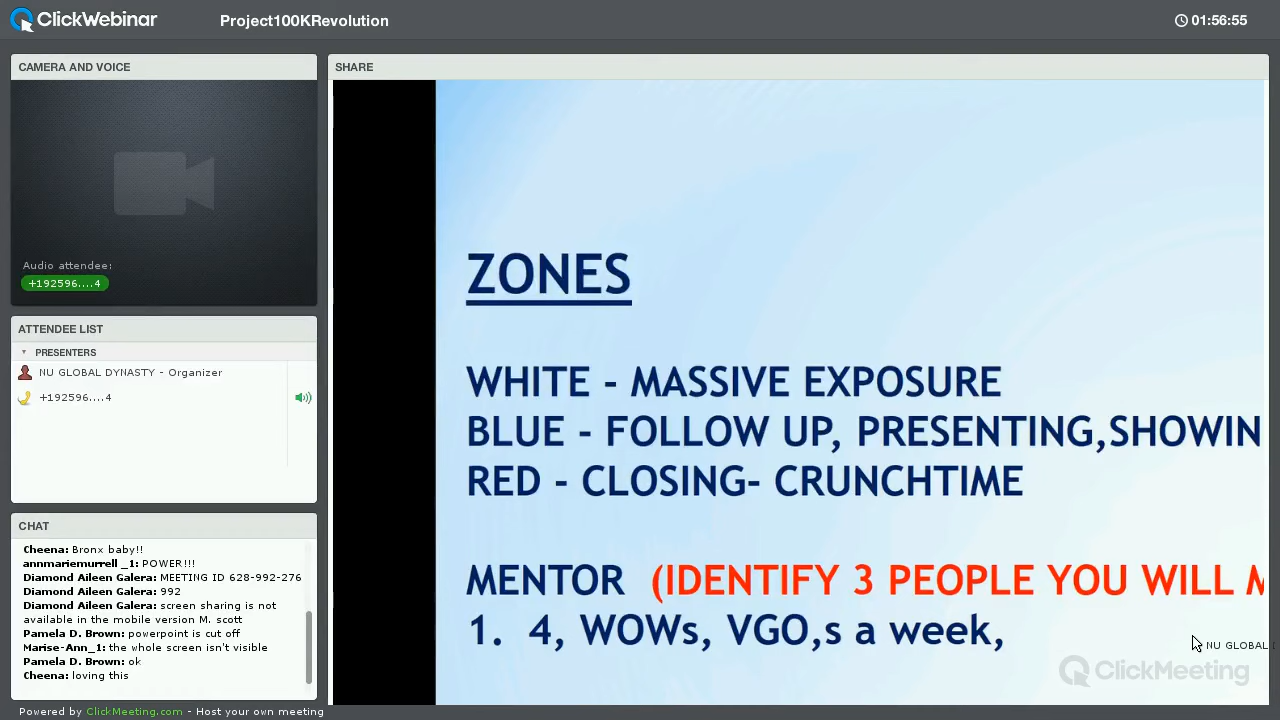 ClickWebinar
Project100KRevolution
01:56:55
CAMERA AND VOICE
Audio attendee:
+192596....4
ATTENDEE LIST
PRESENTERS
NU GLOBAL DYNASTY - Organizer
+192596....4
CHAT
Cheena: Bronx baby!!
annmariemurrell _1: POWER!!!
Diamond Aileen Galera: MEETING ID 628-992-276
Diamond Aileen Galera: 992
Diamond Aileen Galera: screen sharing is not
available in the mobile version M. scott
Pamela D. Brown: powerpoint is cut off
Marise-Ann_1: the whole screen isn't visible
Pamela D. Brown: ok
Cheena: loving this
SHARE
ZONES
WHITE - MASSIVE EXPOSURE
BLUE - FOLLOW UP, PRESENTING,SHOWIN
RED - CLOSING- CRUNCHTIME
MENTOR (IDENTIFY 3 PEOPLE YOU WILL M
1. 4, WOWs, VGO,s a week,
NU GLOBAL
ClickMeeting
Powered by ClickMeeting.com - Host your own meeting